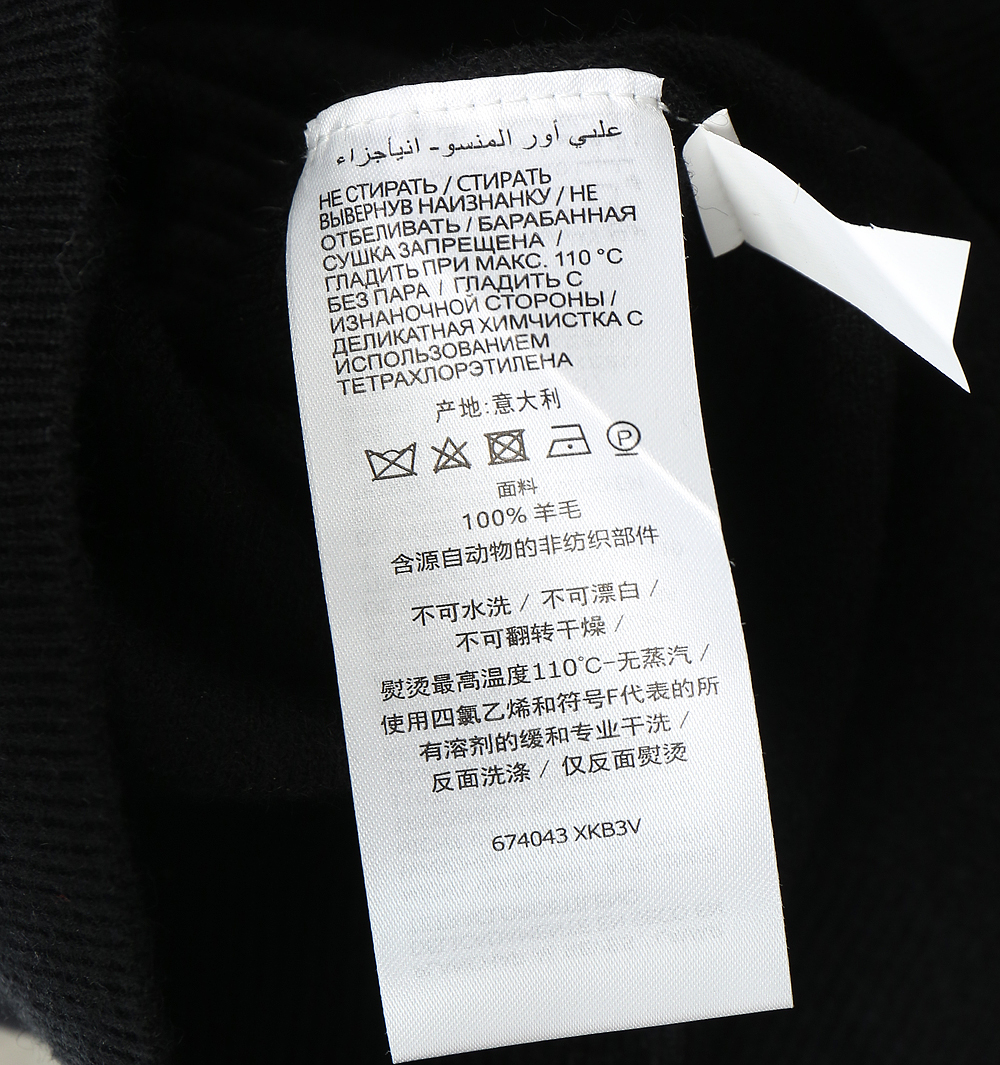 علىي أور المنسو- انيأجزاء
НЕ СТИРАТЬ / СТИРАТЬ
ВЫВЕРНУВ НАИЗНАНКУ / НЕ
ОТБЕЛИВАТЬ / БАРАБАННАЯ
СУШКА ЗАПРЕЩЕНА /
ГЛАДИТЬ ПРИ МАКС. 110 °C
БЕЗ ПАРА / ГЛАДИТЬ С
ИЗНАНОЧНОЙ СТОРОНЫ /
ДЕЛИКАТНАЯ ХИМЧИСТКА С
ИСПОЛЬЗОВАНИЕМ
ТЕТРАХЛОРЭТИЛЕНА
产地:意大利
P
面料
100% 羊毛
含源自动物的非纺织部件
不可水洗 / 不可漂白 /
不可翻转干燥 /
熨烫最高温度110℃-无蒸汽 /
使用四氯乙烯和符号F代表的所
有溶剂的缓和专业干洗 /
反面洗涤 / 仅反面熨烫
674043 XKB3V